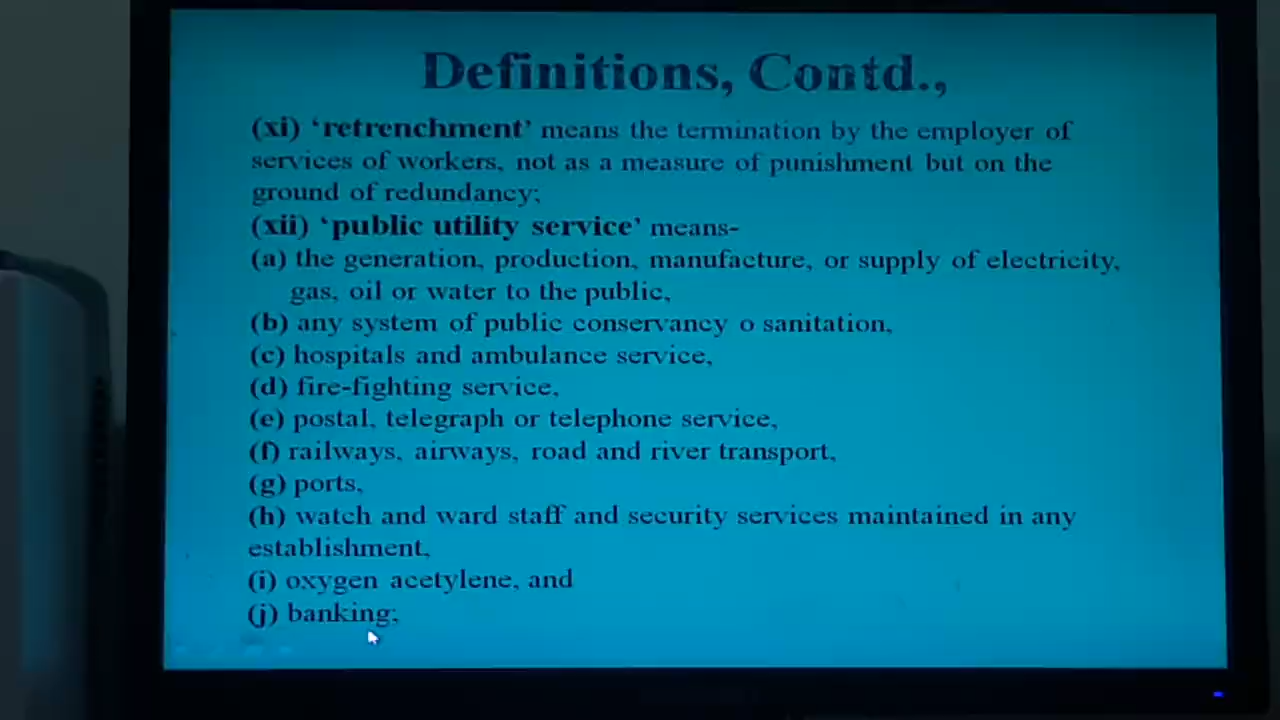 Definitions, Contd.,
(xi) ‘retrenchment’ means the termination by the employer of
services of workers, not as a measure of punishment but on the
ground of redundancy;
(xii) ‘public utility service’ means-
(a) the generation, production, manufacture, or supply of electricity,
gas, oil or water to the public,
(b) any system of public conservancy o sanitation,
(c) hospitals and ambulance service,
(d) fire-fighting service,
(e) postal, telegraph or telephone service,
(f) railways, airways, road and river transport,
(g) ports,
(h) watch and ward staff and security services maintained in any
establishment,
(i) oxygen acetylene, and
(j) banking;